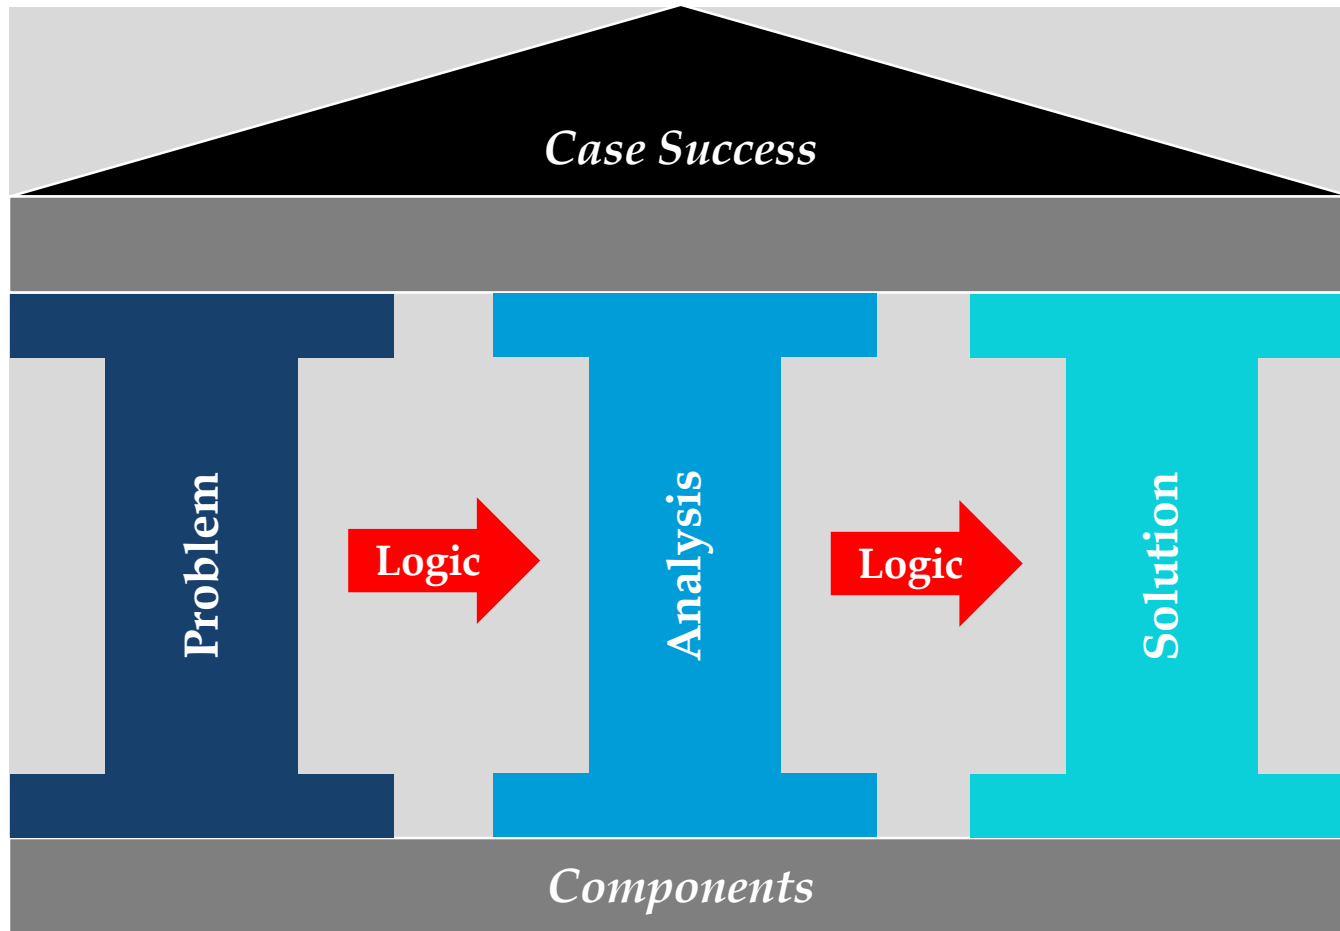 Case Success
Problem
Logic
Analysis
Logic
Solution
Components